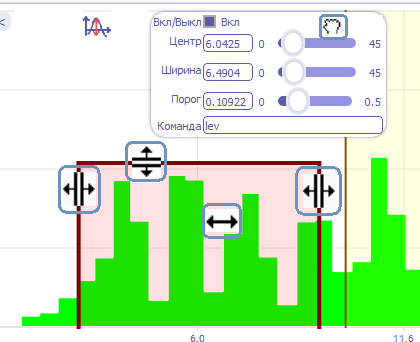 <
Вкл/Выкл Вкл
Центр 6.0425 0 45
Ширина 6.4904 0 45
Порог 0.10922 0 0.5
Команда lev
6.0 11.6